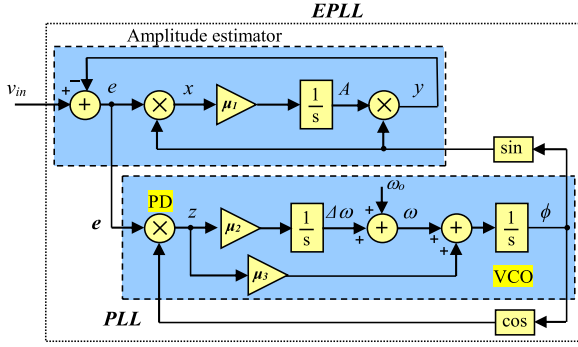 EPLL
Amplitude estimator
v_in + − + e × x μ1 1/s A × y
sin
e PD × z μ2 1/s Δω + ω_o + + ω + + + 1/s ϕ
μ3
VCO
PLL
cos